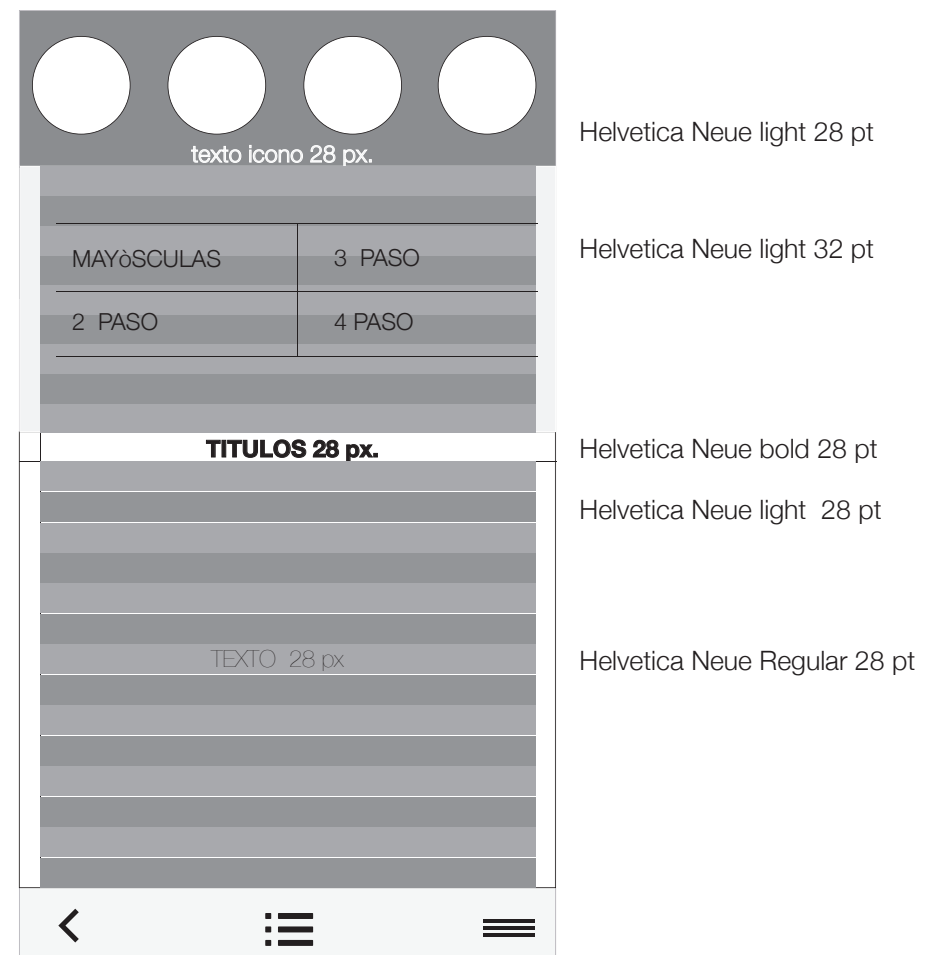 Helvetica Neue light 28 pt
texto icono 28 px.
Helvetica Neue light 32 pt
MAYòSCULAS 3 PASO
2 PASO 4 PASO
TITULOS 28 px. Helvetica Neue bold 28 pt
Helvetica Neue light 28 pt
TEXTO 28 px Helvetica Neue Regular 28 pt